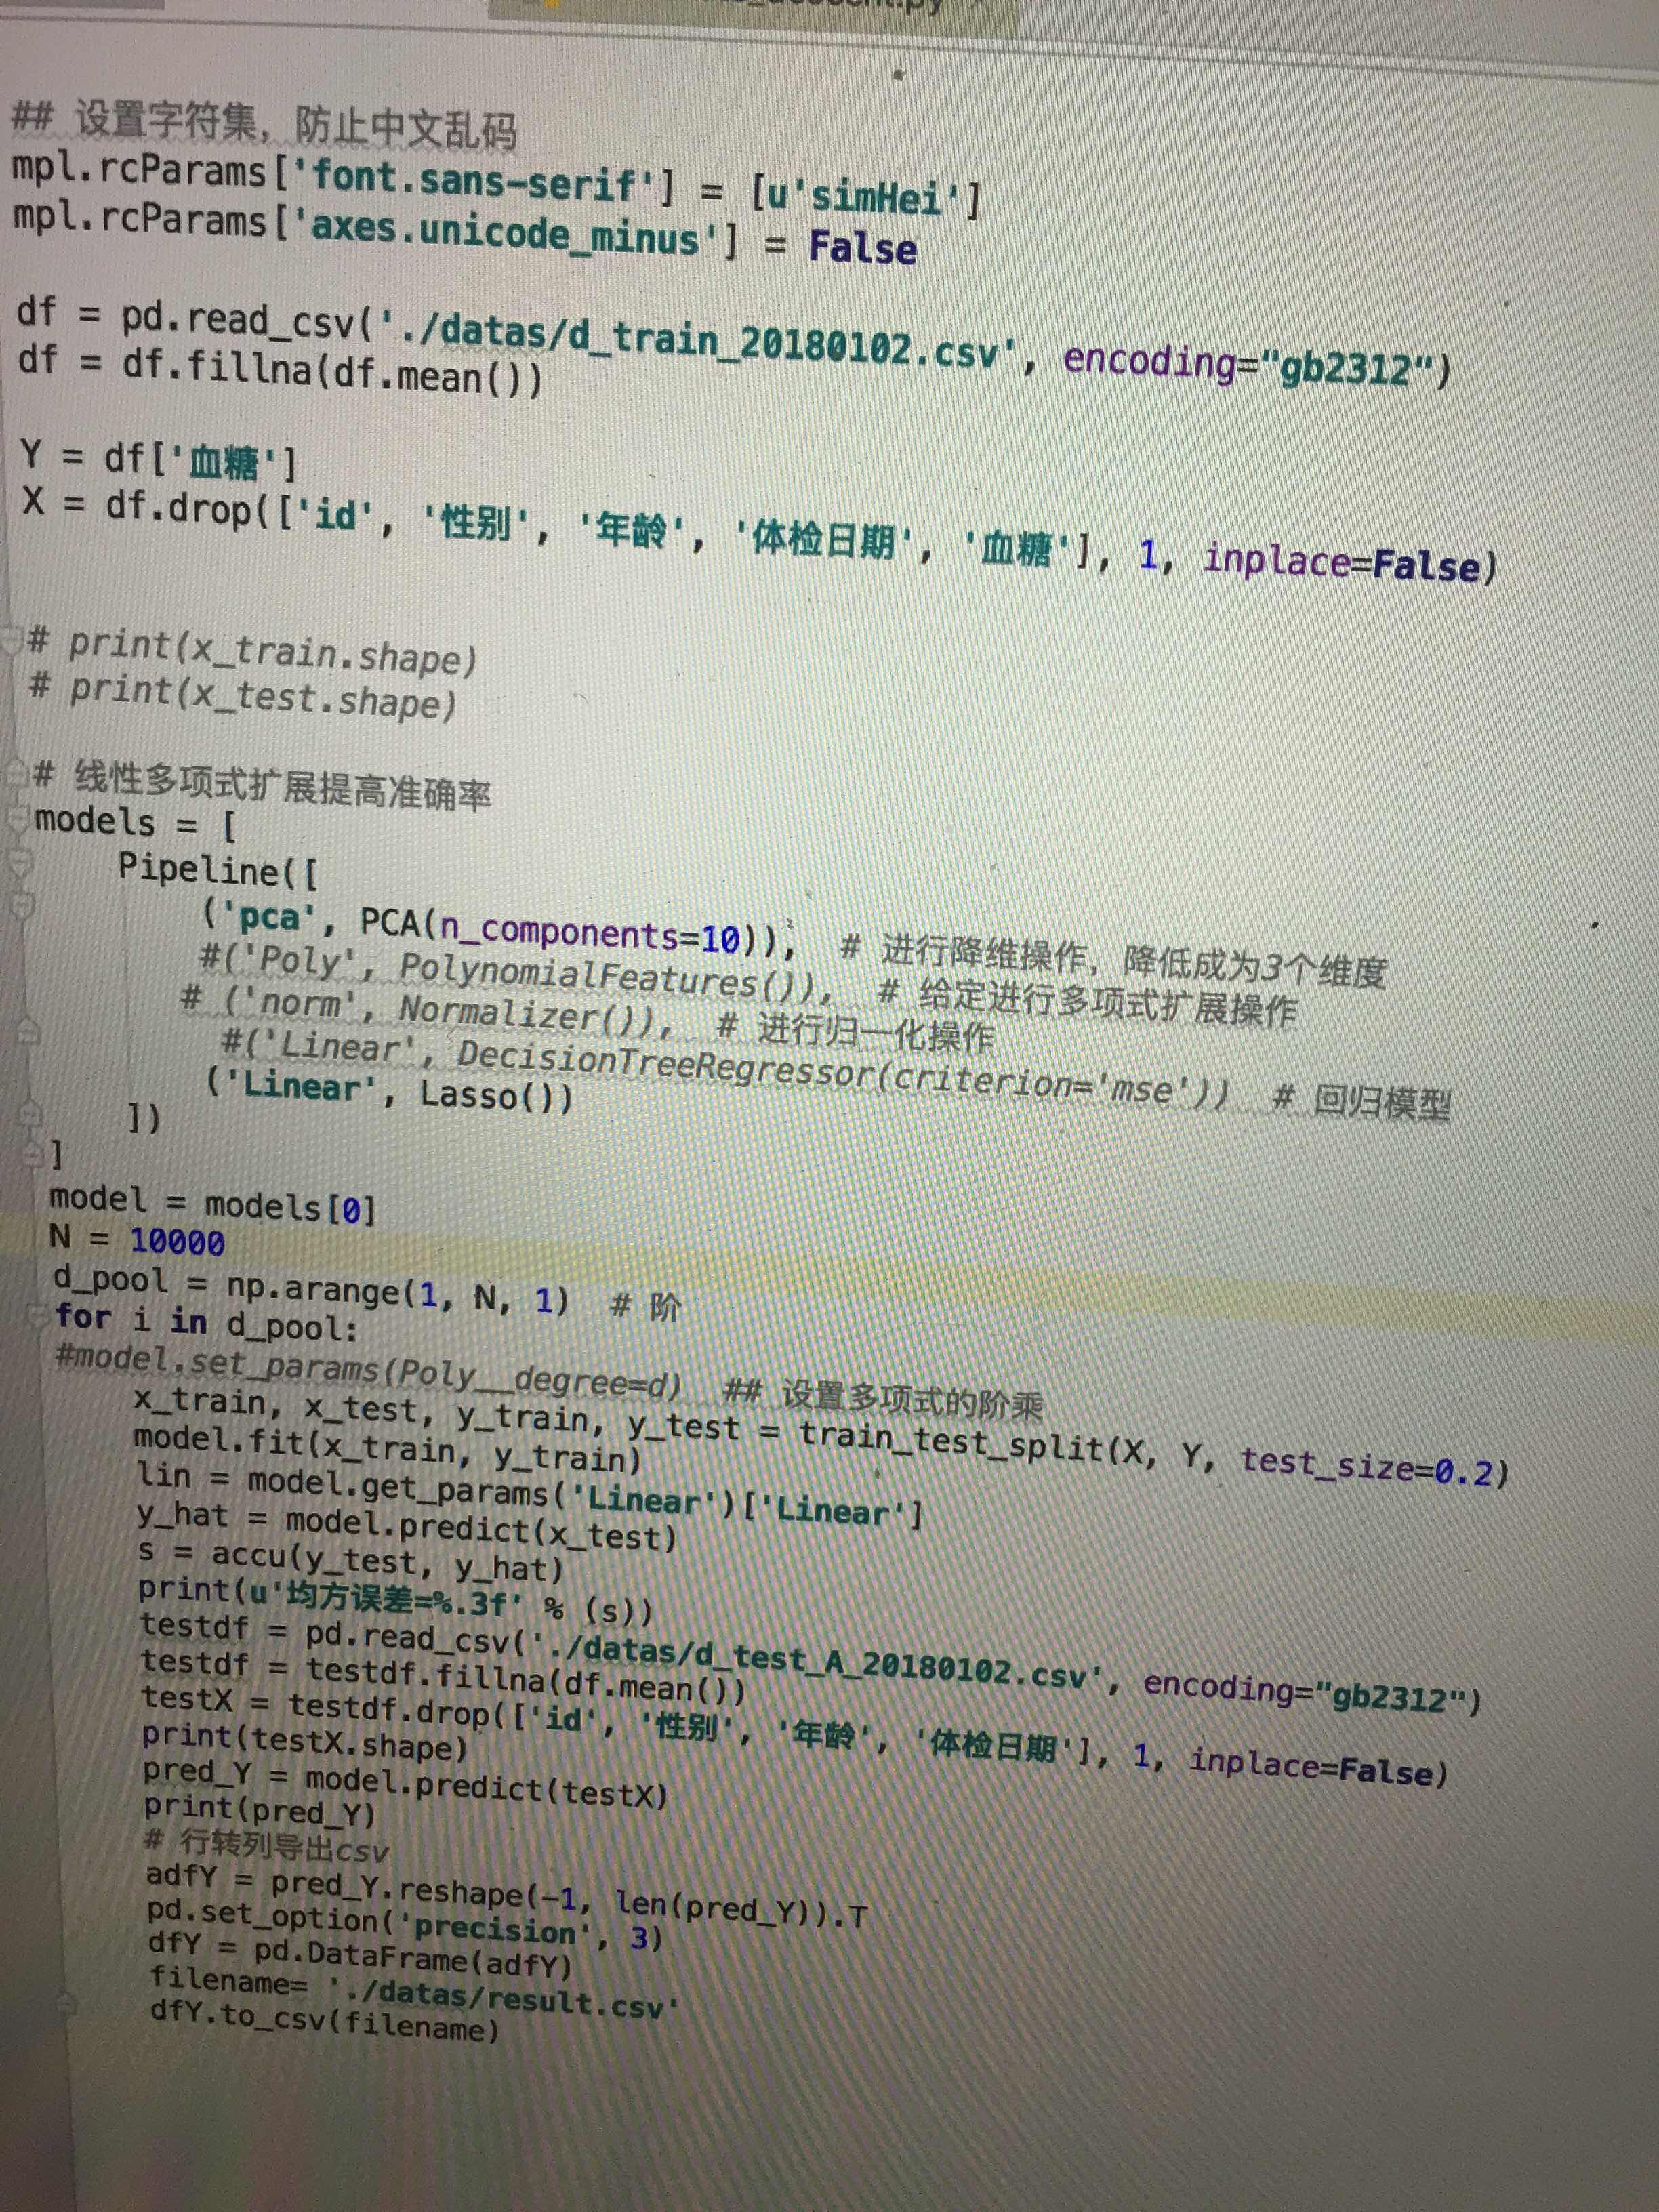 ## 设置字符集，防止中文乱码
mpl.rcParams['font.sans-serif'] = [u'simHei']
mpl.rcParams['axes.unicode_minus'] = False
df = pd.read_csv('./datas/d_train_20180102.csv', encoding="gb2312")
df = df.fillna(df.mean())
Y = df['血糖']
X = df.drop(['id', '性别', '年龄', '体检日期', '血糖'], 1, inplace=False)
# print(x_train.shape)
# print(x_test.shape)
# 线性多项式扩展提高准确率
models = [
Pipeline([
('pca', PCA(n_components=10)), # 进行降维操作，降低成为3个维度
#('Poly', PolynomialFeatures()), # 给定进行多项式扩展操作
# ('norm', Normalizer()), # 进行归一化操作
#('Linear', DecisionTreeRegressor(criterion='mse')) # 回归模型
('Linear', Lasso())
])
]
model = models[0]
N = 10000
d_pool = np.arange(1, N, 1) # 阶
for i in d_pool:
#model.set_params(Poly__degree=d) ## 设置多项式的阶乘
x_train, x_test, y_train, y_test = train_test_split(X, Y, test_size=0.2)
model.fit(x_train, y_train)
lin = model.get_params('Linear')['Linear']
y_hat = model.predict(x_test)
s = accu(y_test, y_hat)
print(u'均方误差=%.3f' % (s))
testdf = pd.read_csv('./datas/d_test_A_20180102.csv', encoding="gb2312")
testdf = testdf.fillna(df.mean())
testX = testdf.drop(['id', '性别', '年龄', '体检日期'], 1, inplace=False)
print(testX.shape)
pred_Y = model.predict(testX)
print(pred_Y)
# 行转列导出csv
adfY = pred_Y.reshape(-1, len(pred_Y)).T
pd.set_option('precision', 3)
dfY = pd.DataFrame(adfY)
filename= './datas/result.csv'
dfY.to_csv(filename)